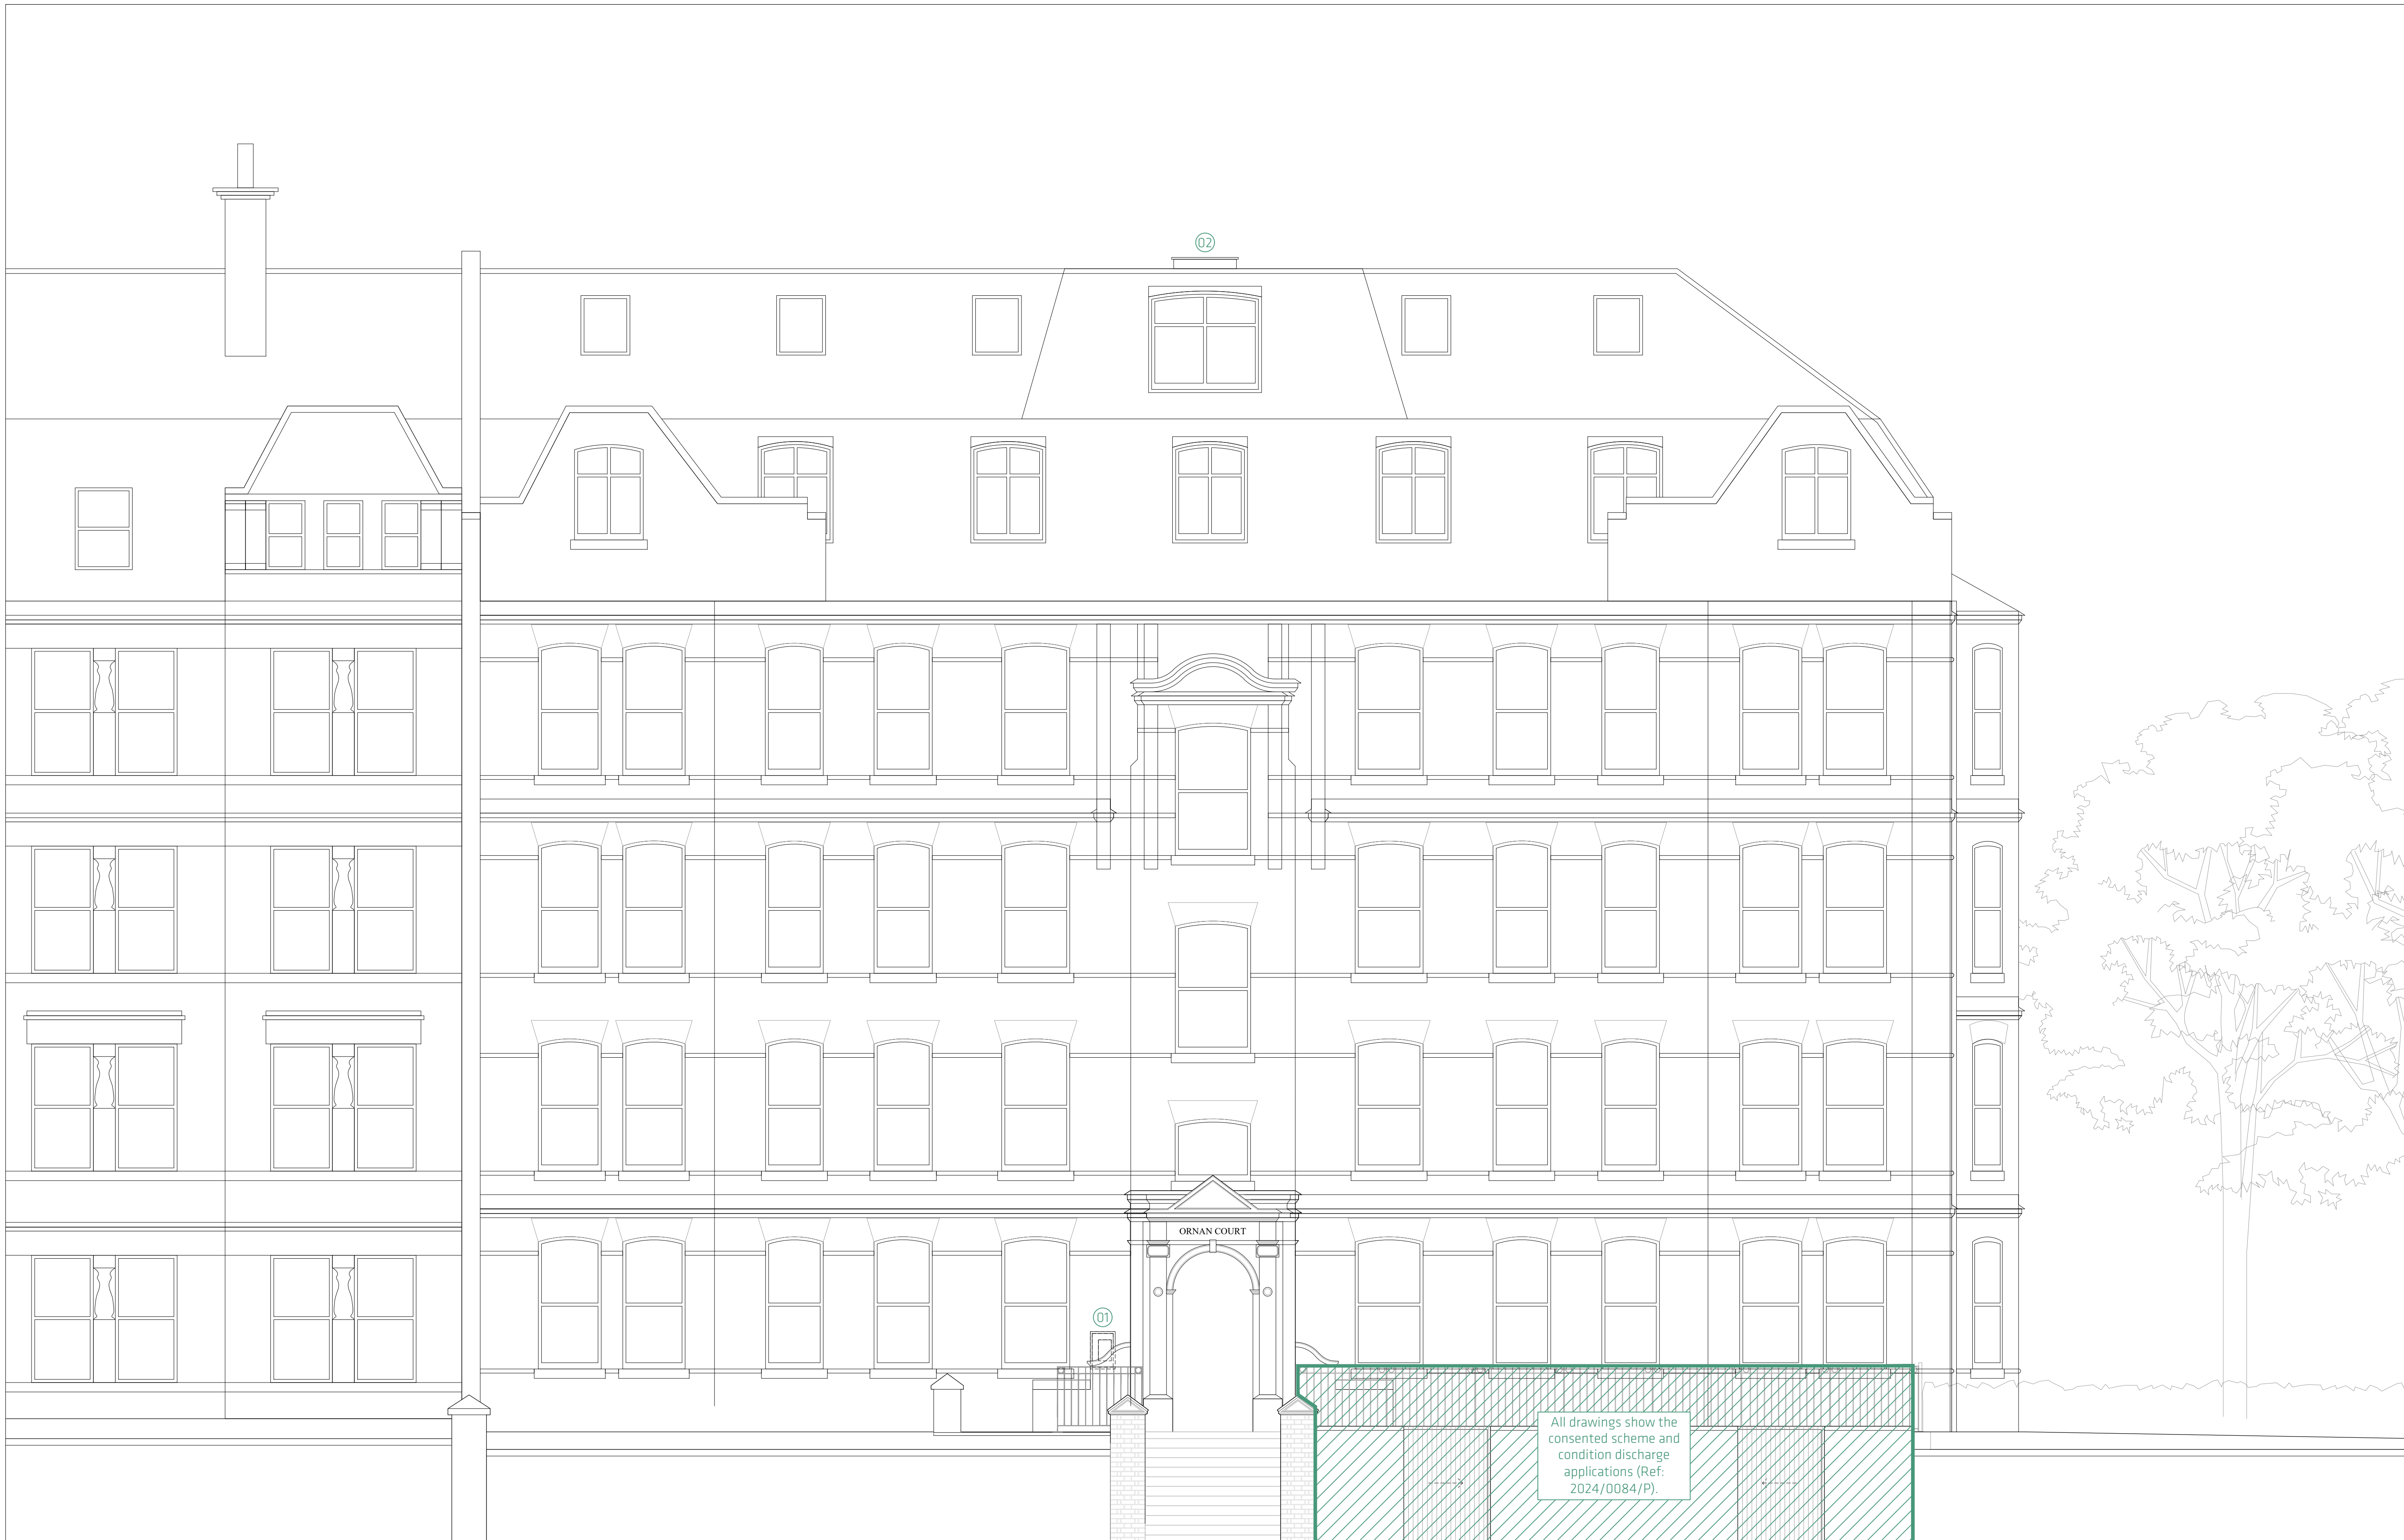 02
ORNAN COURT
01
All drawings show the
consented scheme and
condition discharge
applications (Ref:
2024/0084/P).